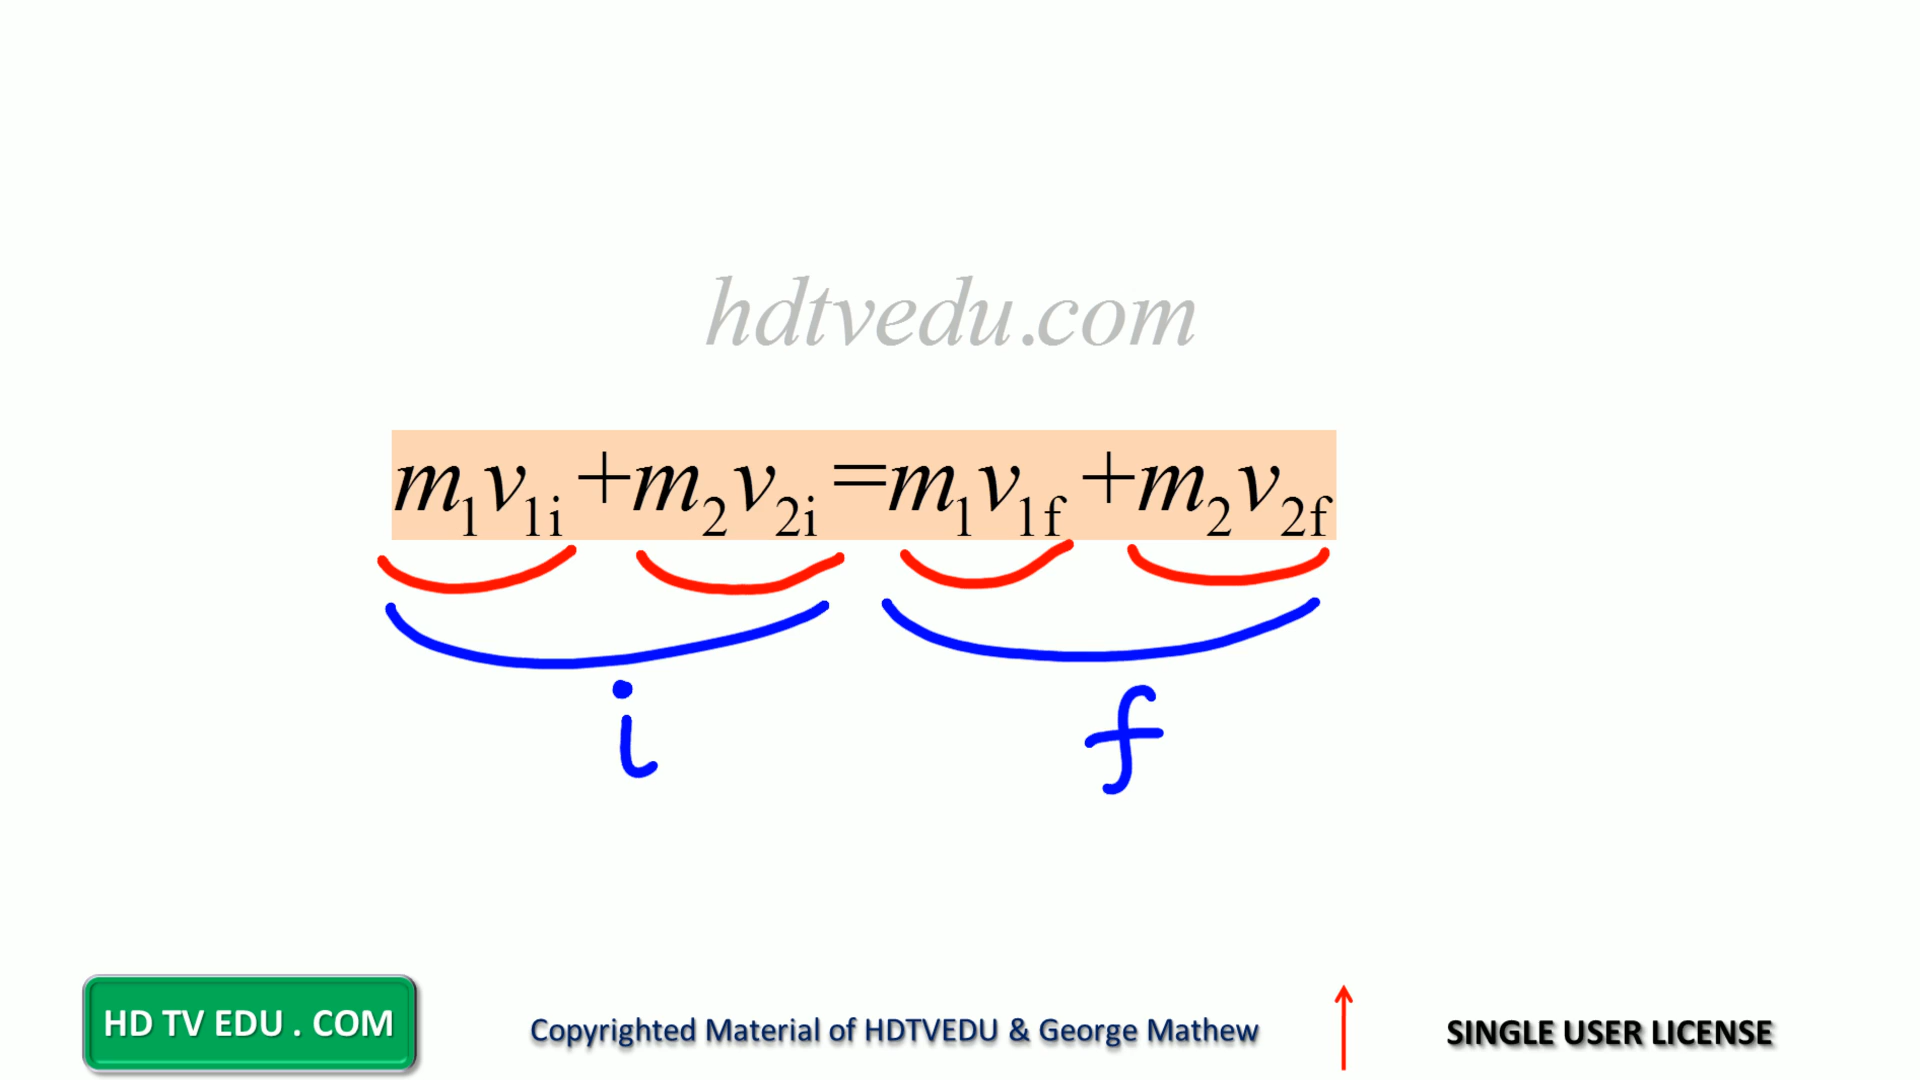 hdtvedu.com
m₁v₁ᵢ+m₂v₂ᵢ=m₁v₁f+m₂v₂f
i f
HD TV EDU . COM
Copyrighted Material of HDTVEDU & George Mathew
SINGLE USER LICENSE